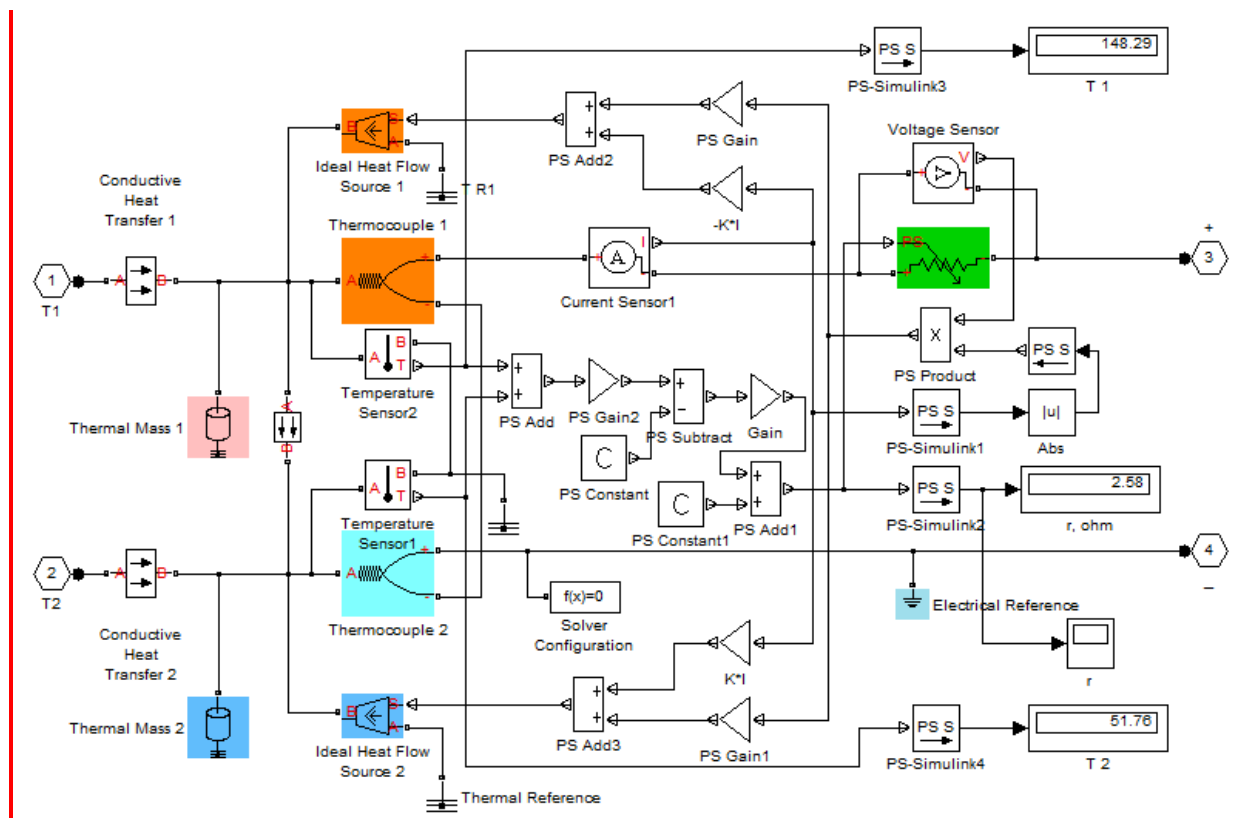 PS S
148.29
PS-Simulink3
T 1
B
S
A
+
+
PS Add2
PS Gain
Voltage Sensor
V
+
-
Ideal Heat Flow
Source 1
T R1
-K*I
Conductive
Heat
Transfer 1
Thermocouple 1
A
+
-
A
I
+
-
Current Sensor1
PS
+
-
+
3
1
T1
A
B
A
B
T
Temperature
Sensor2
+
+
PS Add
PS Gain2
+
−
PS Subtract
Gain
X
PS Product
PS S
Thermal Mass 1
A
B
C
PS Constant
PS S
PS-Simulink1
|u|
Abs
A
B
T
Temperature
Sensor1
C
PS Constant1
+
+
PS Add1
PS S
PS-Simulink2
2.58
r, ohm
2
T2
A
B
A
+
-
Thermocouple 2
f(x)=0
Solver
Configuration
Electrical Reference
4
−
Conductive
Heat
Transfer 2
K*I
r
Thermal Mass 2
B
S
A
Ideal Heat Flow
Source 2
+
+
PS Add3
PS Gain1
PS S
PS-Simulink4
51.76
T 2
Thermal Reference